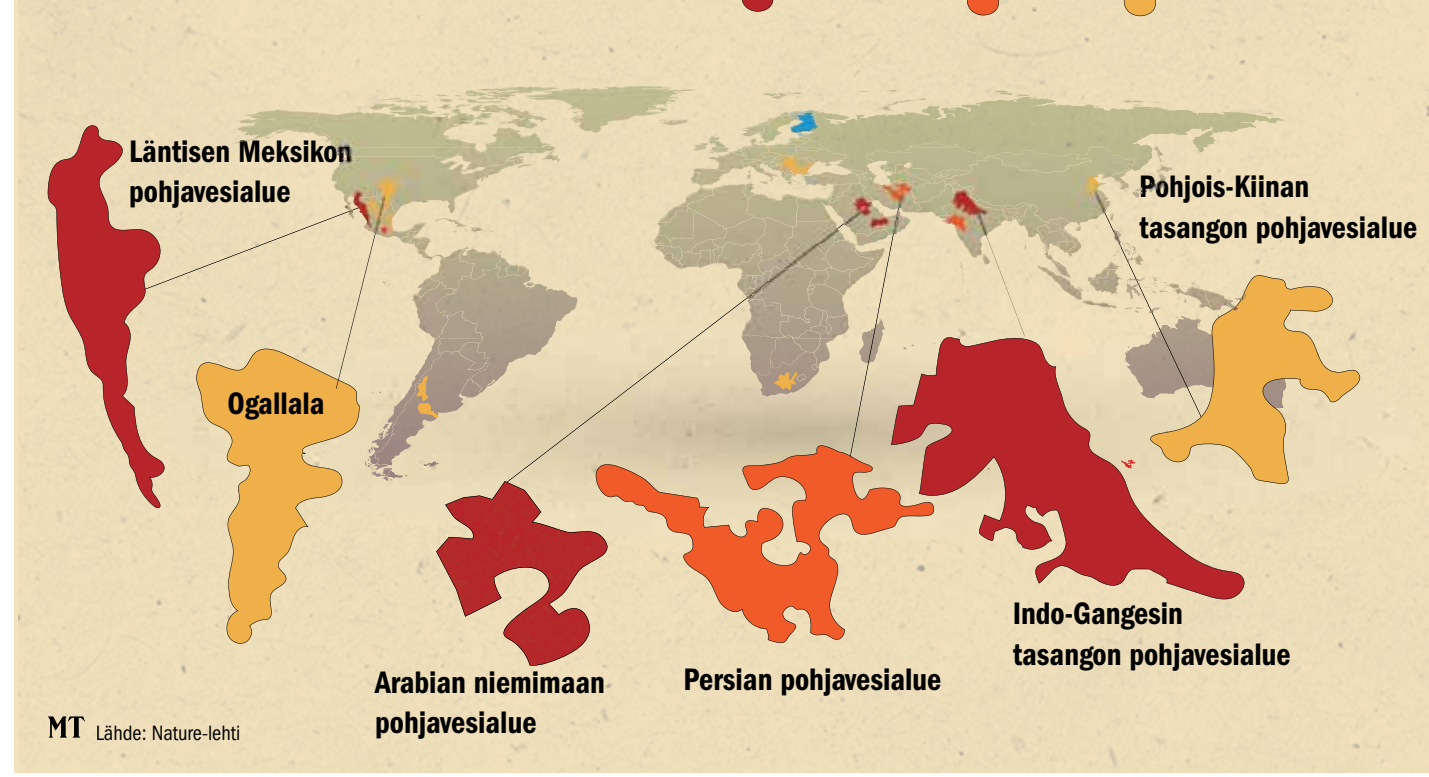 Läntisen Meksikon
pohjavesialue
Pohjois-Kiinan
tasangon pohjavesialue
Ogallala
Indo-Gangesin
tasangon pohjavesialue
Persian pohjavesialue
Arabian niemimaan
pohjavesialue
MT Lähde: Nature-lehti